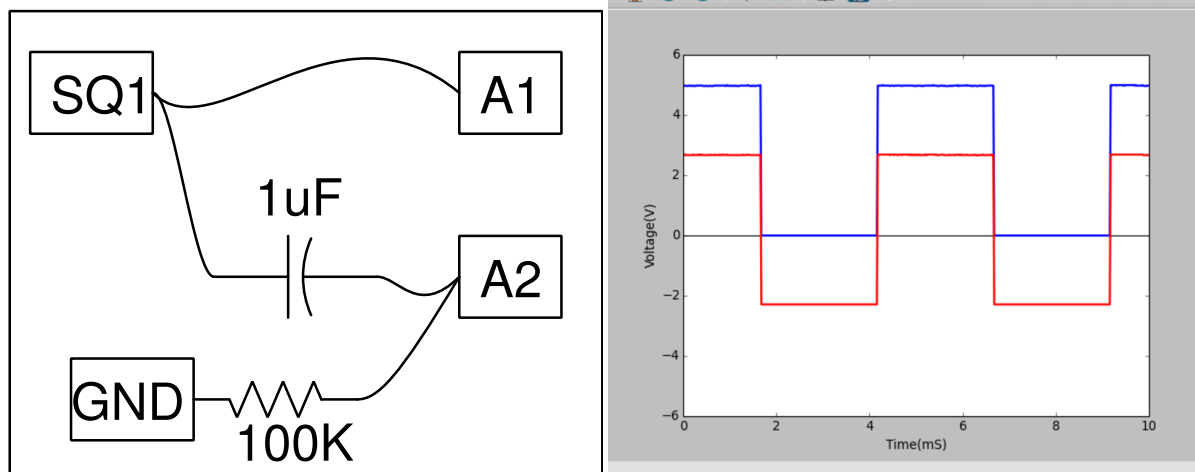 SQ1
A1
1uF
A2
GND
100K
6
4
2
0
−2
−4
−6
Voltage(V)
0 2 4 6 8 10
Time(mS)